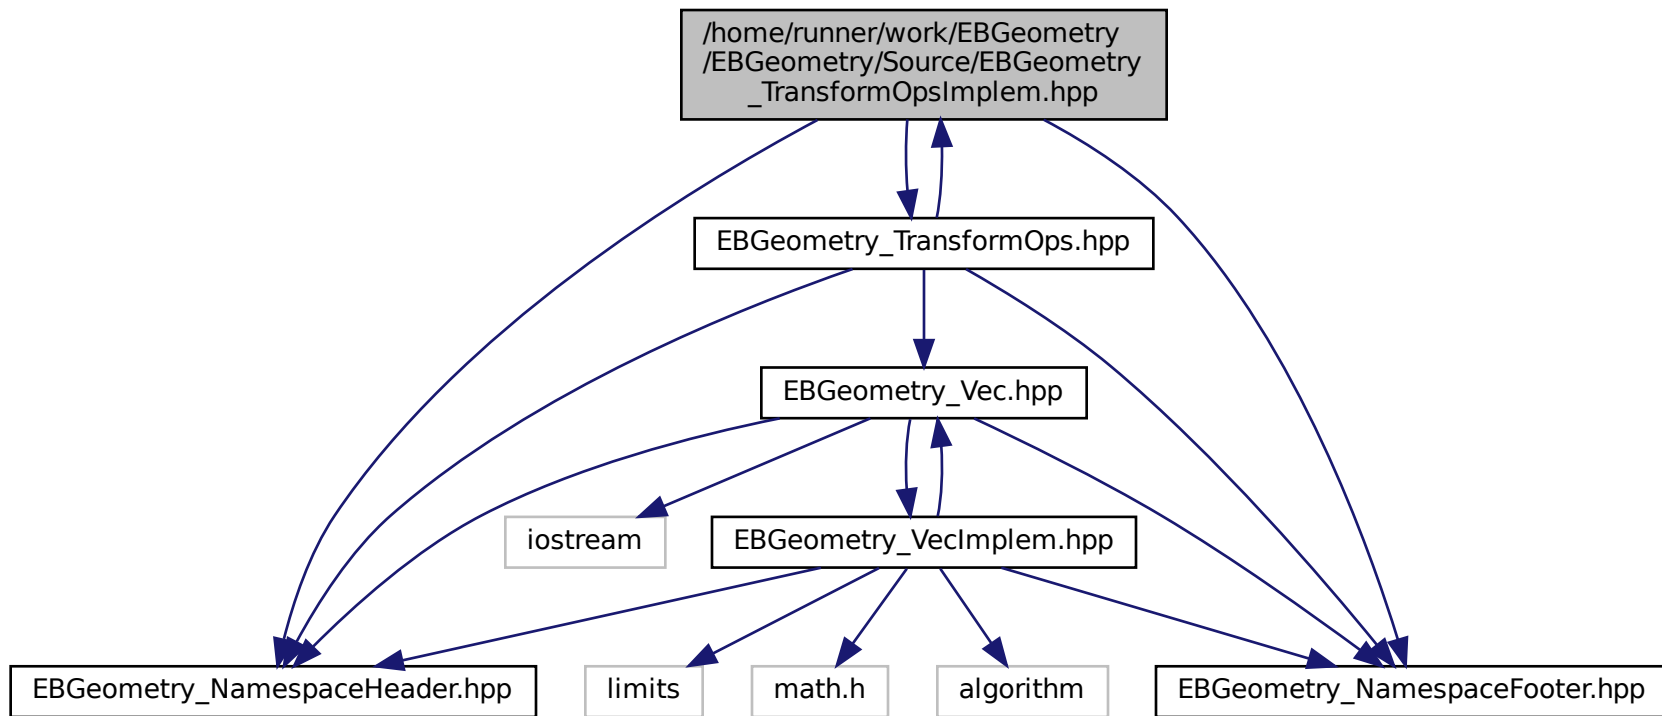 /home/runner/work/EBGeometry
/EBGeometry/Source/EBGeometry
_TransformOpsImplem.hpp
EBGeometry_TransformOps.hpp
EBGeometry_Vec.hpp
iostream
EBGeometry_VecImplem.hpp
EBGeometry_NamespaceHeader.hpp
limits
math.h
algorithm
EBGeometry_NamespaceFooter.hpp